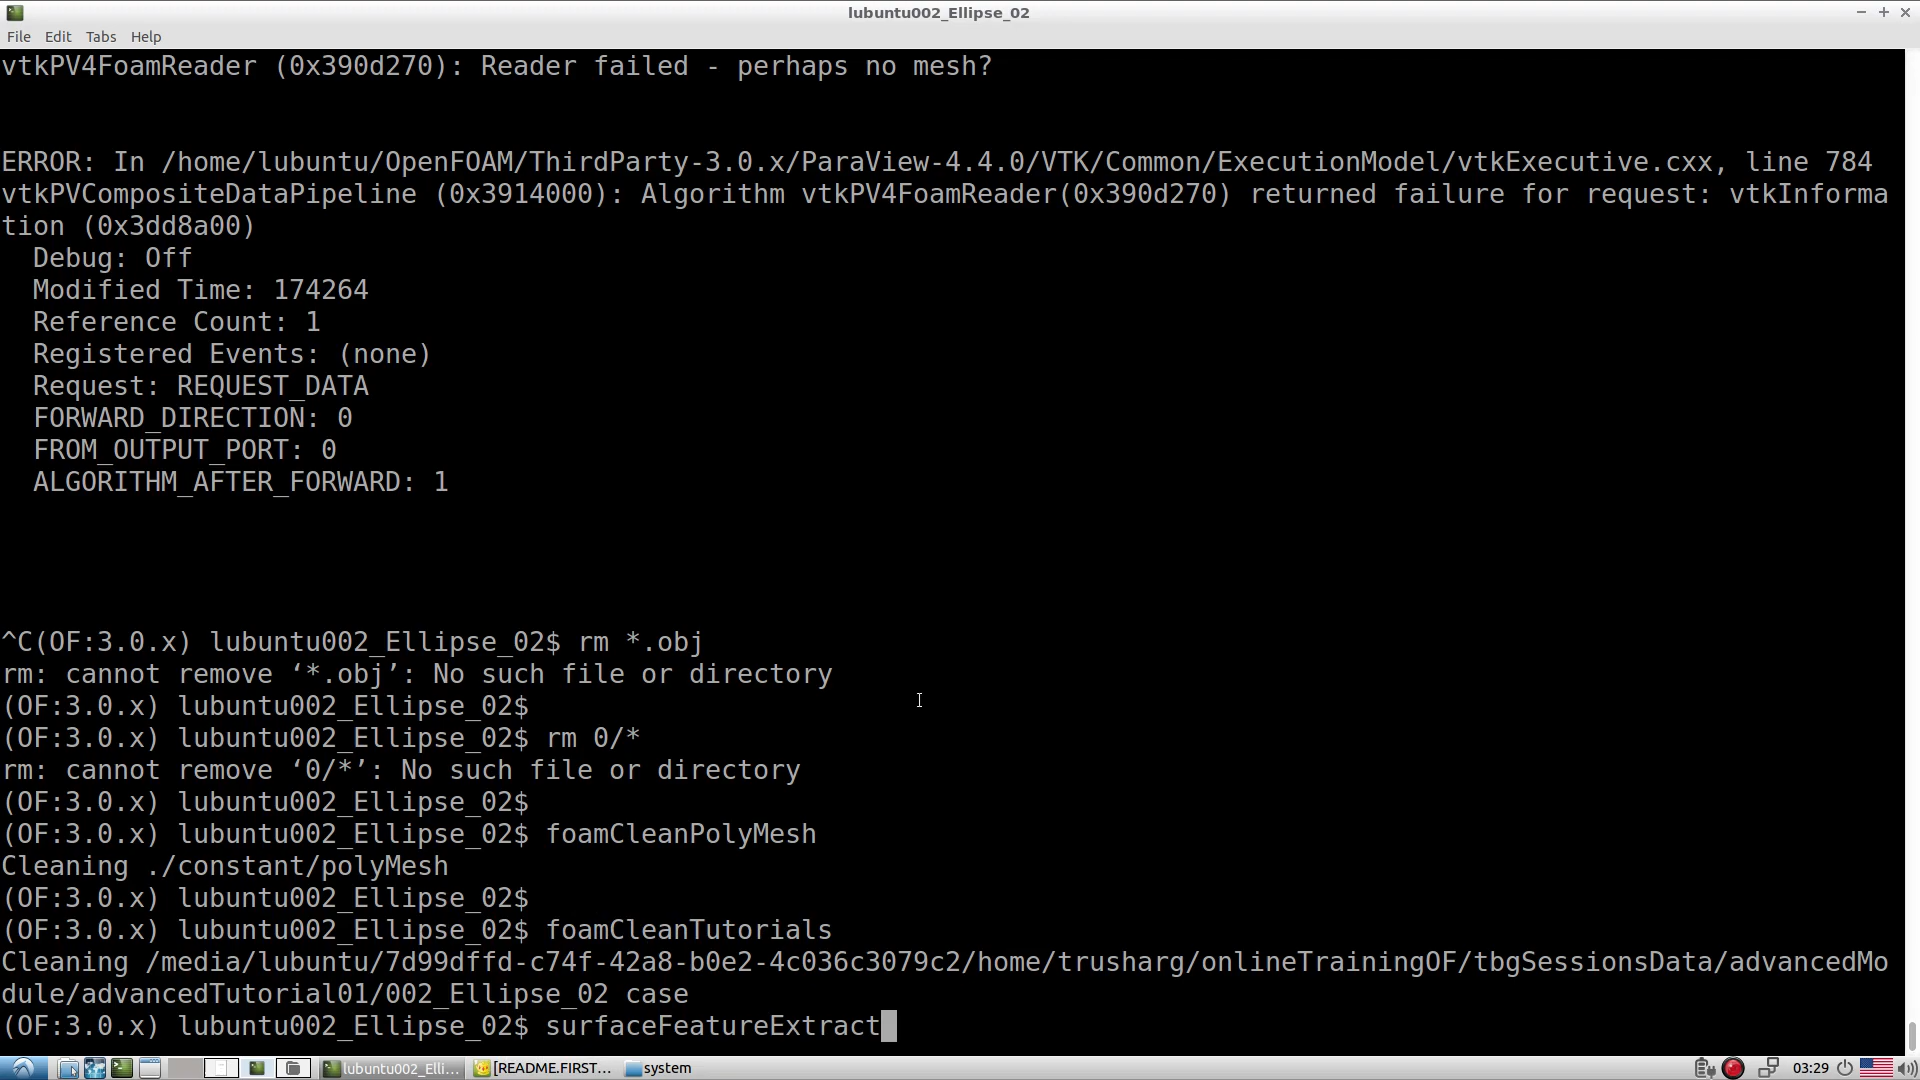 lubuntu002_Ellipse_02
File Edit Tabs Help
vtkPV4FoamReader (0x390d270): Reader failed - perhaps no mesh?
ERROR: In /home/lubuntu/OpenFOAM/ThirdParty-3.0.x/ParaView-4.4.0/VTK/Common/ExecutionModel/vtkExecutive.cxx, line 784
vtkPVCompositeDataPipeline (0x3914000): Algorithm vtkPV4FoamReader(0x390d270) returned failure for request: vtkInforma
tion (0x3dd8a00)
Debug: Off
Modified Time: 174264
Reference Count: 1
Registered Events: (none)
Request: REQUEST_DATA
FORWARD_DIRECTION: 0
FROM_OUTPUT_PORT: 0
ALGORITHM_AFTER_FORWARD: 1
^C(OF:3.0.x) lubuntu002_Ellipse_02$ rm *.obj
rm: cannot remove ‘*.obj’: No such file or directory
(OF:3.0.x) lubuntu002_Ellipse_02$
(OF:3.0.x) lubuntu002_Ellipse_02$ rm 0/*
rm: cannot remove ‘0/*’: No such file or directory
(OF:3.0.x) lubuntu002_Ellipse_02$
(OF:3.0.x) lubuntu002_Ellipse_02$ foamCleanPolyMesh
Cleaning ./constant/polyMesh
(OF:3.0.x) lubuntu002_Ellipse_02$
(OF:3.0.x) lubuntu002_Ellipse_02$ foamCleanTutorials
Cleaning /media/lubuntu/7d99dffd-c74f-42a8-b0e2-4c036c3079c2/home/trusharg/onlineTrainingOF/tbgSessionsData/advancedMo
dule/advancedTutorial01/002_Ellipse_02 case
(OF:3.0.x) lubuntu002_Ellipse_02$ surfaceFeatureExtract
lubuntu002_Elli... [README.FIRST... system 03:29